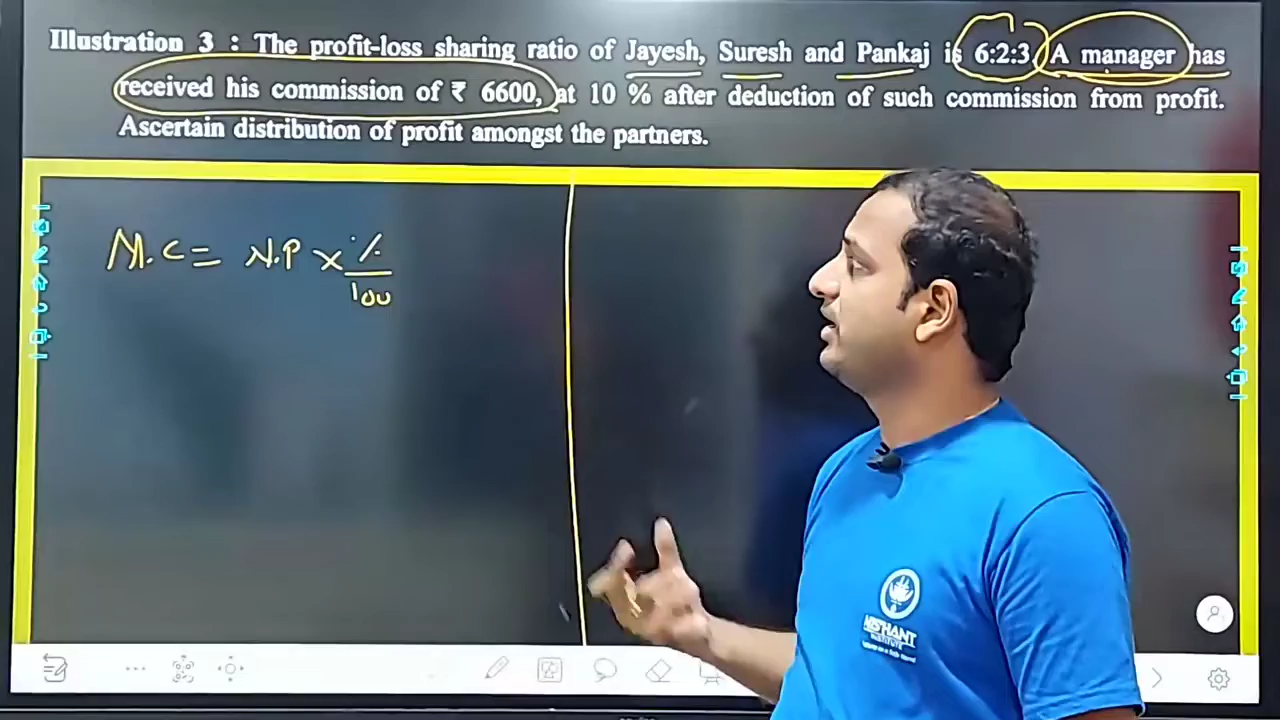 Illustration 3 : The profit-loss sharing ratio of Jayesh, Suresh and Pankaj is 6:2:3. A manager has
received his commission of ₹ 6600, at 10 % after deduction of such commission from profit.
Ascertain distribution of profit amongst the partners.
M.C = N.P × %
100
NISHANT
INSTITUTE